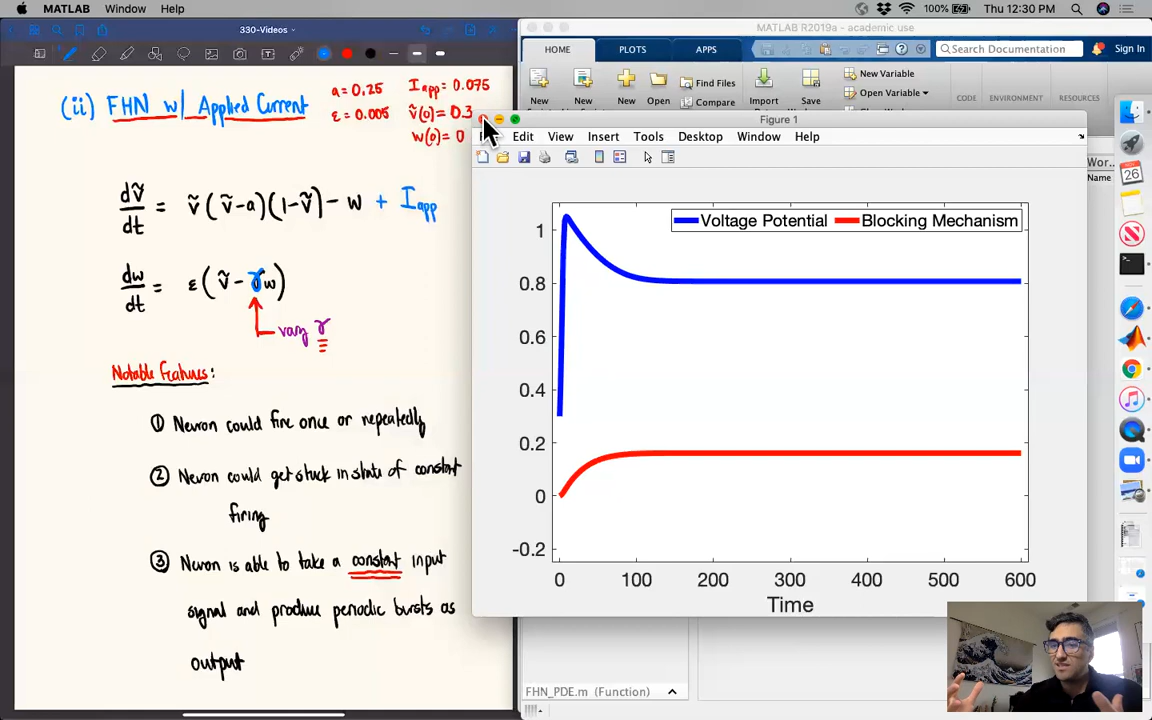 MATLAB Window Help
100% Thu 12:30 PM
330-Videos
(ii) FHN w/ Applied Current
a = 0.25
ε = 0.005
I app = 0.075
ṽ(0) = 0.3
w(0) = 0
dṽ/dt = ṽ(ṽ-a)(1-ṽ) - w + I app
dw/dt = ε(ṽ - γw)
vary γ
Notable Features:
① Neuron could fire once or repeatedly
② Neuron could get stuck in state of constant
firing
③ Neuron is able to take a constant input
signal and produce periodic bursts as
output
MATLAB R2019a - academic use
HOME PLOTS APPS
Search Documentation
Sign In
New New New Open
Find Files
Compare
Import Save
New Variable
Open Variable
CODE ENVIRONMENT RESOURCES
Figure 1
Edit View Insert Tools Desktop Window Help
Wor...
Name
Voltage Potential Blocking Mechanism
1
0.8
0.6
0.4
0.2
0
-0.2
0 100 200 300 400 500 600
Time
FHN_PDE.m (Function)
26